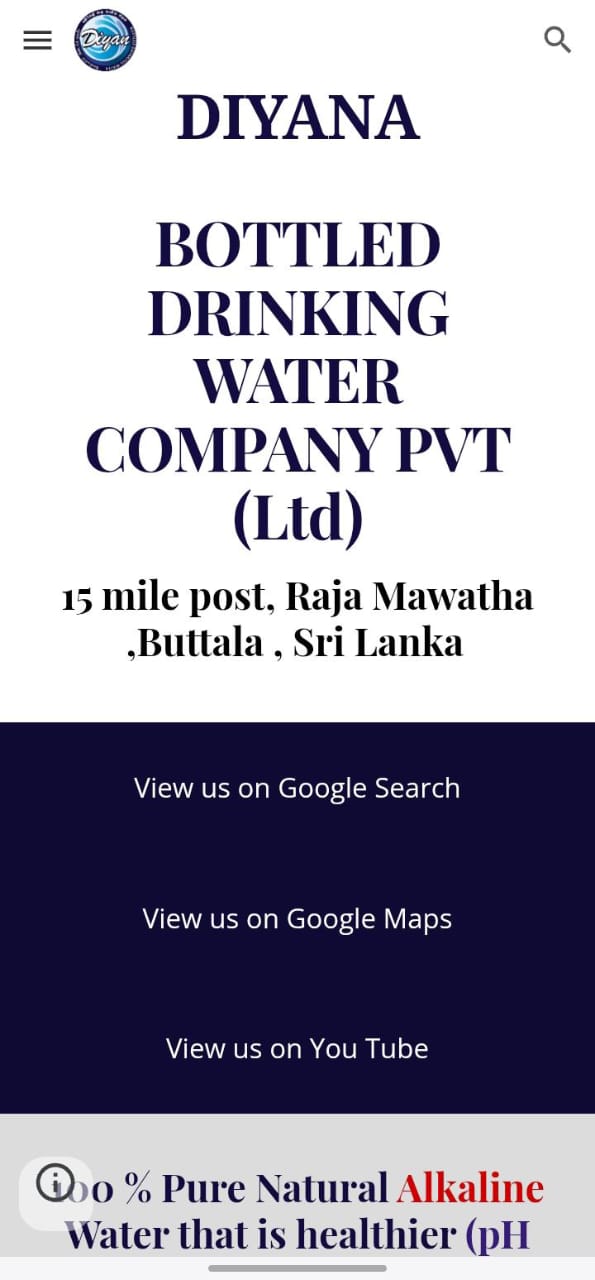 Diyana
DIYANA
BOTTLED
DRINKING
WATER
COMPANY PVT
(Ltd)
15 mile post, Raja Mawatha
,Buttala , Sri Lanka
View us on Google Search
View us on Google Maps
View us on You Tube
100 % Pure Natural Alkaline
Water that is healthier (pH